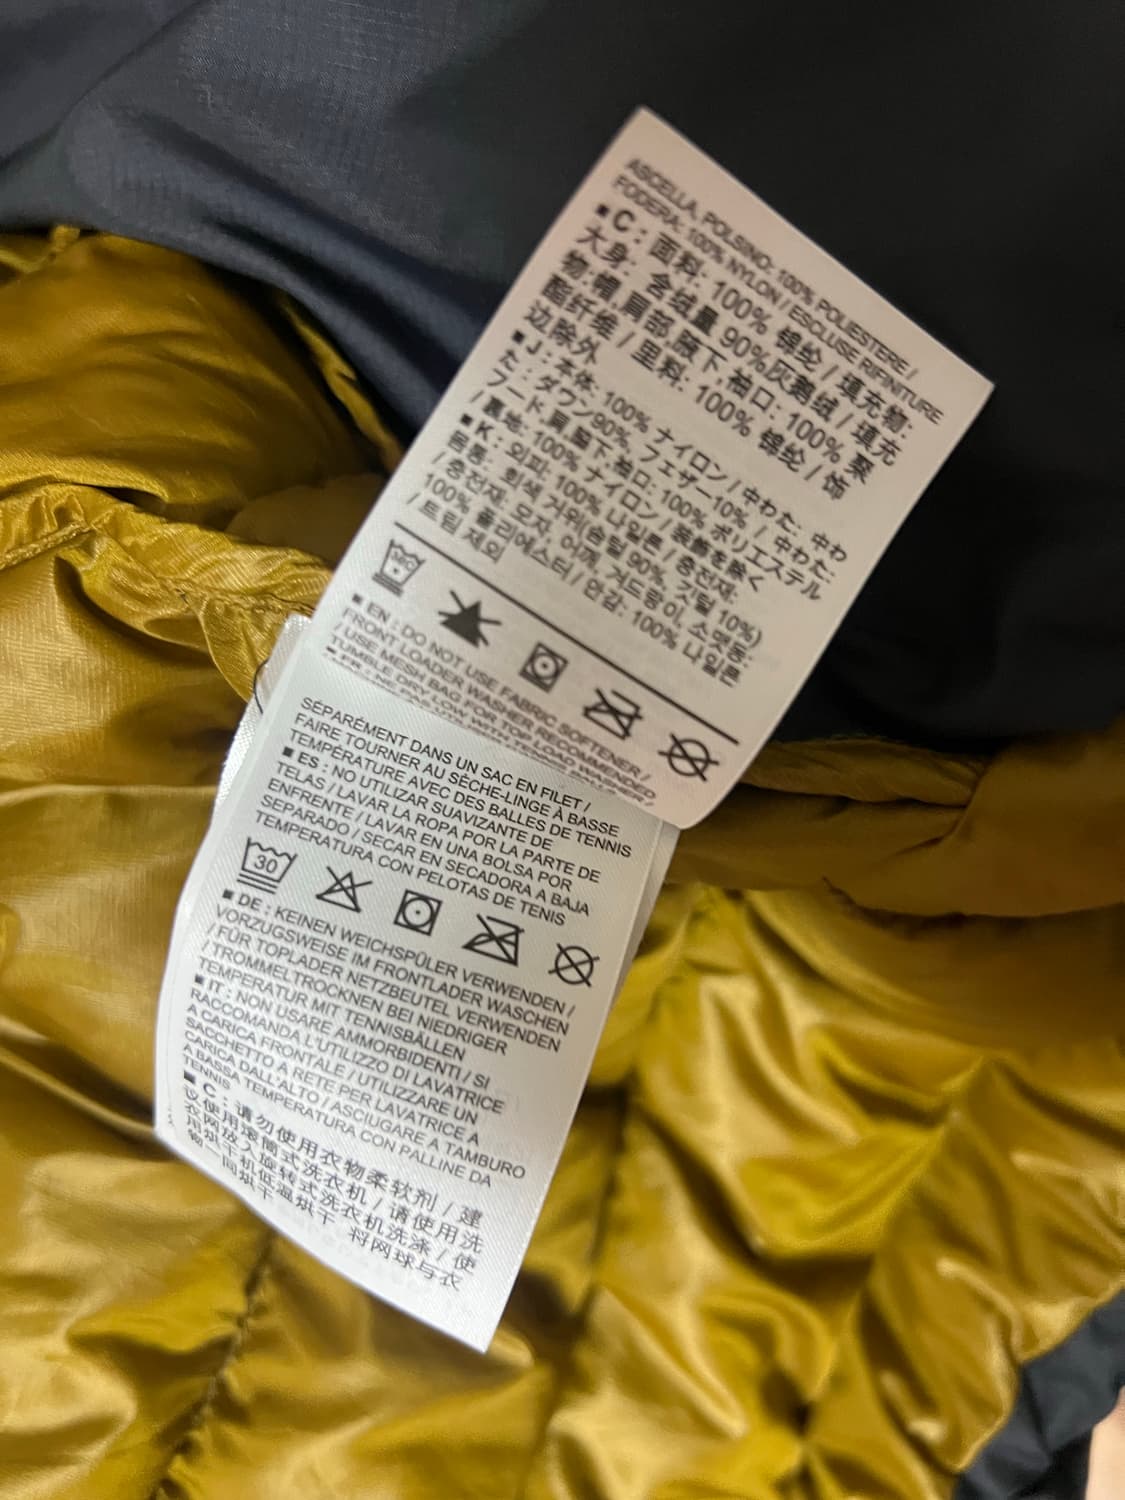 ASCELLA, POLSINO: 100% POLIESTERE /
FODERA: 100% NYLON / ESCLUSE RIFINITURE
■ C : 面料: 100% 锦纶 / 填充物:
大身: 含绒量 90%灰鹅绒 / 填充
物:帽,肩部,腋下,袖口: 100% 聚
酯纤维 / 里料: 100% 锦纶 / 饰
边除外
■ J : 本体: 100% ナイロン / 中わた: 中わ
た: ダウン90%, フェザー10% / 中わた:
フード,肩,脇下,袖口: 100% ポリエステル
/ 裏地: 100% ナイロン / 装飾を除く
■ K : 외피: 100% 나일론 / 충전재:
몸통: 회색 거위(솜털 90%, 깃털 10%)
/ 충전재: 모자, 어깨, 겨드랑이, 소맷동:
100% 폴리에스터 / 안감: 100% 나일론
/ 트림 제외
■ EN : DO NOT USE FABRIC SOFTENER /
FRONT LOADER WASHER RECOMMENDED
/ USE MESH BAG FOR TOP LOAD WASHER /
TUMBLE DRY LOW WITH TENNIS BALLS
■ FR : NE PAS
SÉPARÉMENT DANS UN SAC EN FILET /
FAIRE TOURNER AU SÈCHE-LINGE À BASSE
TEMPÉRATURE AVEC DES BALLES DE TENNIS
■ ES : NO UTILIZAR SUAVIZANTE DE
TELAS / LAVAR LA ROPA POR LA PARTE DE
ENFRENTE / LAVAR EN UNA BOLSA POR
SEPARADO / SECAR EN SECADORA A BAJA
TEMPERATURA CON PELOTAS DE TENIS
30
■ DE : KEINEN WEICHSPÜLER VERWENDEN /
VORZUGSWEISE IM FRONTLADER WASCHEN
/ FÜR TOPLADER NETZBEUTEL VERWENDEN
/ TROMMELTROCKNEN BEI NIEDRIGER
TEMPERATUR MIT TENNISBÄLLEN
■ IT : NON USARE AMMORBIDENTI / SI
RACCOMANDA L'UTILIZZO DI LAVATRICE
A CARICA FRONTALE / UTILIZZARE UN
SACCHETTO A RETE PER LAVATRICE A
CARICA DALL'ALTO / ASCIUGARE A TAMBURO
A BASSA TEMPERATURA CON PALLINE DA
TENNIS
■ C : 请勿使用衣物柔软剂 / 建
议使用滚筒式洗衣机 / 请使用洗
衣网放入旋转式洗衣机洗涤 / 使
用烘干机低温烘干 将网球与衣
物一同烘干